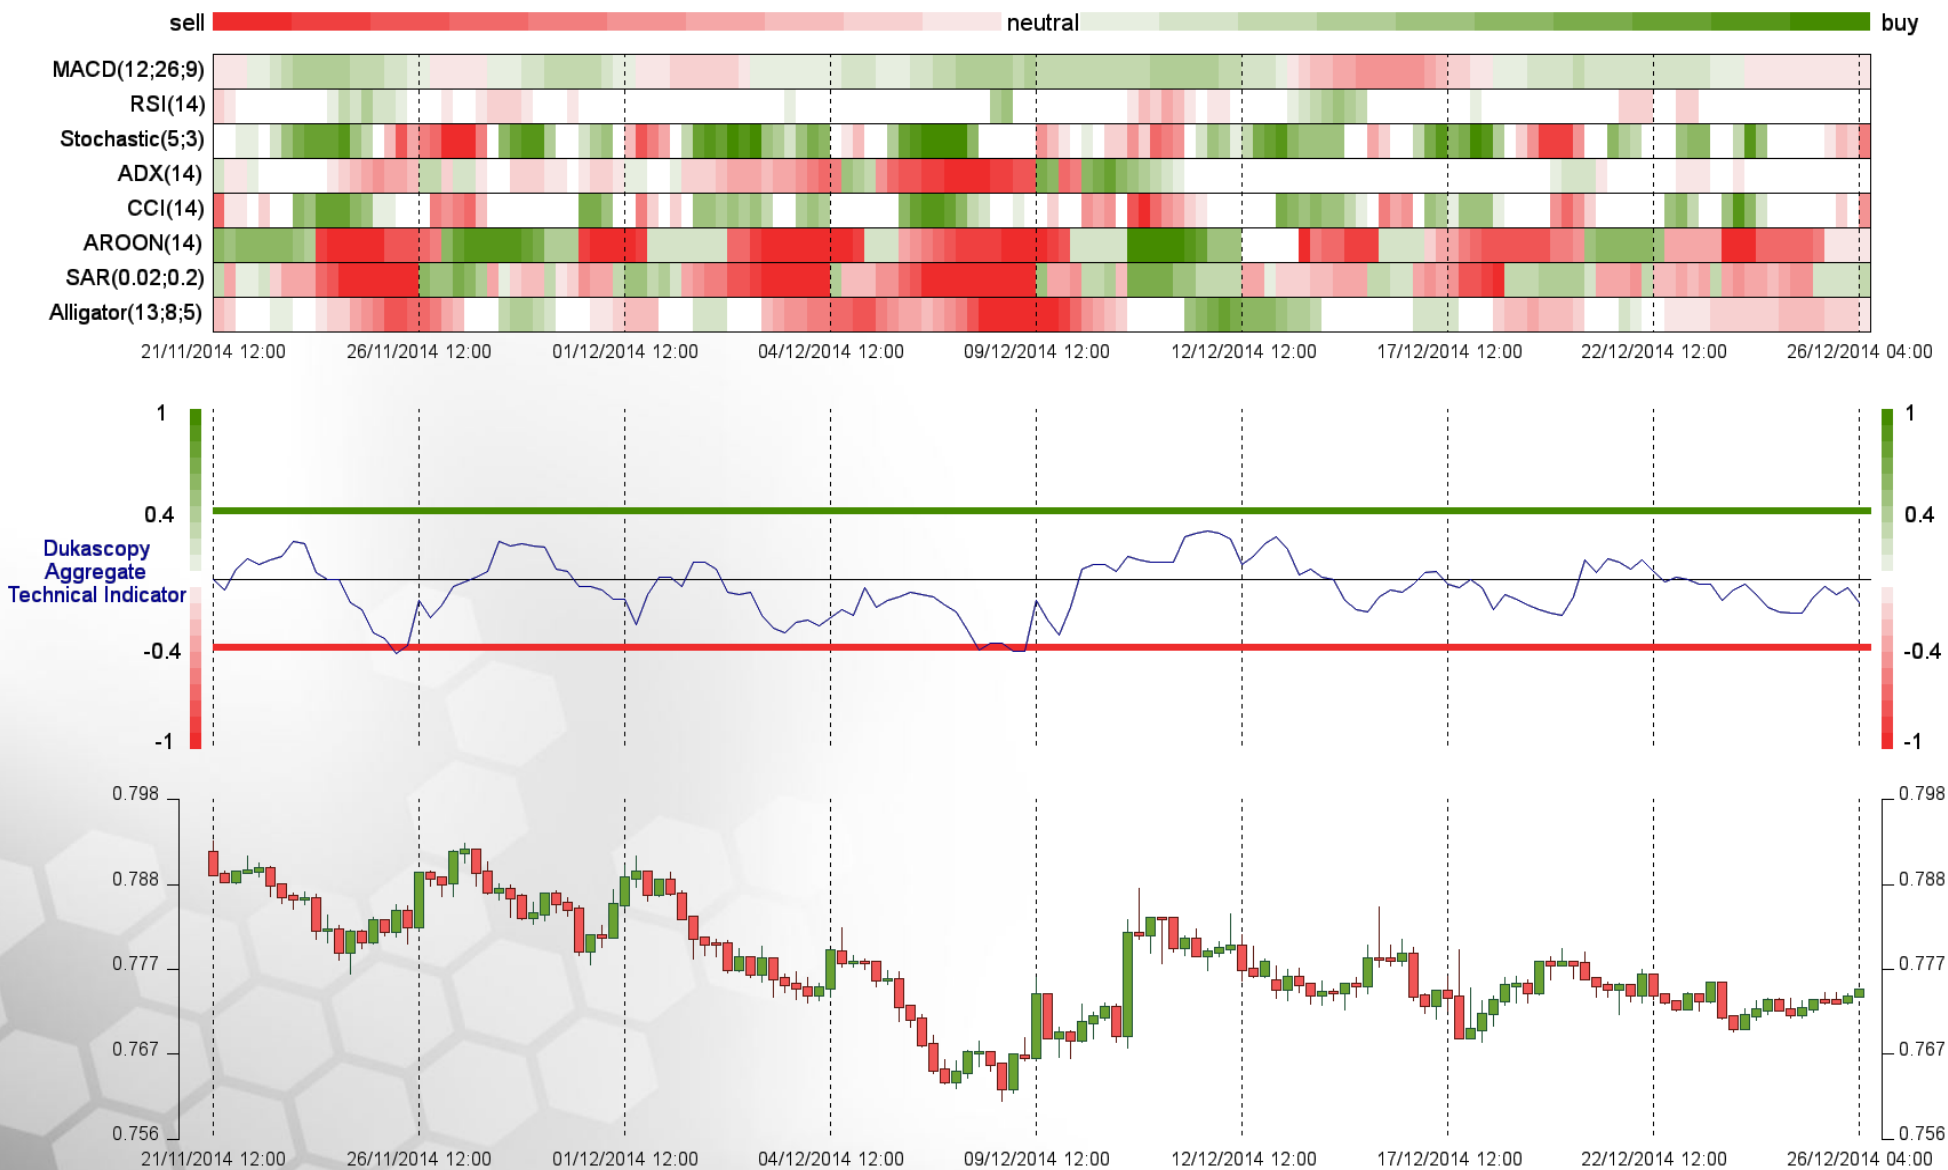 sell neutral buy
MACD(12;26;9)
RSI(14)
Stochastic(5;3)
ADX(14)
CCI(14)
AROON(14)
SAR(0.02;0.2)
Alligator(13;8;5)
21/11/2014 12:00 26/11/2014 12:00 01/12/2014 12:00 04/12/2014 12:00 09/12/2014 12:00 12/12/2014 12:00 17/12/2014 12:00 22/12/2014 12:00 26/12/2014 04:00
1 1
0.4 0.4
Dukascopy
Aggregate
Technical Indicator
-0.4 -0.4
-1 -1
0.798 0.798
0.788 0.788
0.777 0.777
0.767 0.767
0.756 0.756
21/11/2014 12:00 26/11/2014 12:00 01/12/2014 12:00 04/12/2014 12:00 09/12/2014 12:00 12/12/2014 12:00 17/12/2014 12:00 22/12/2014 12:00 26/12/2014 04:00